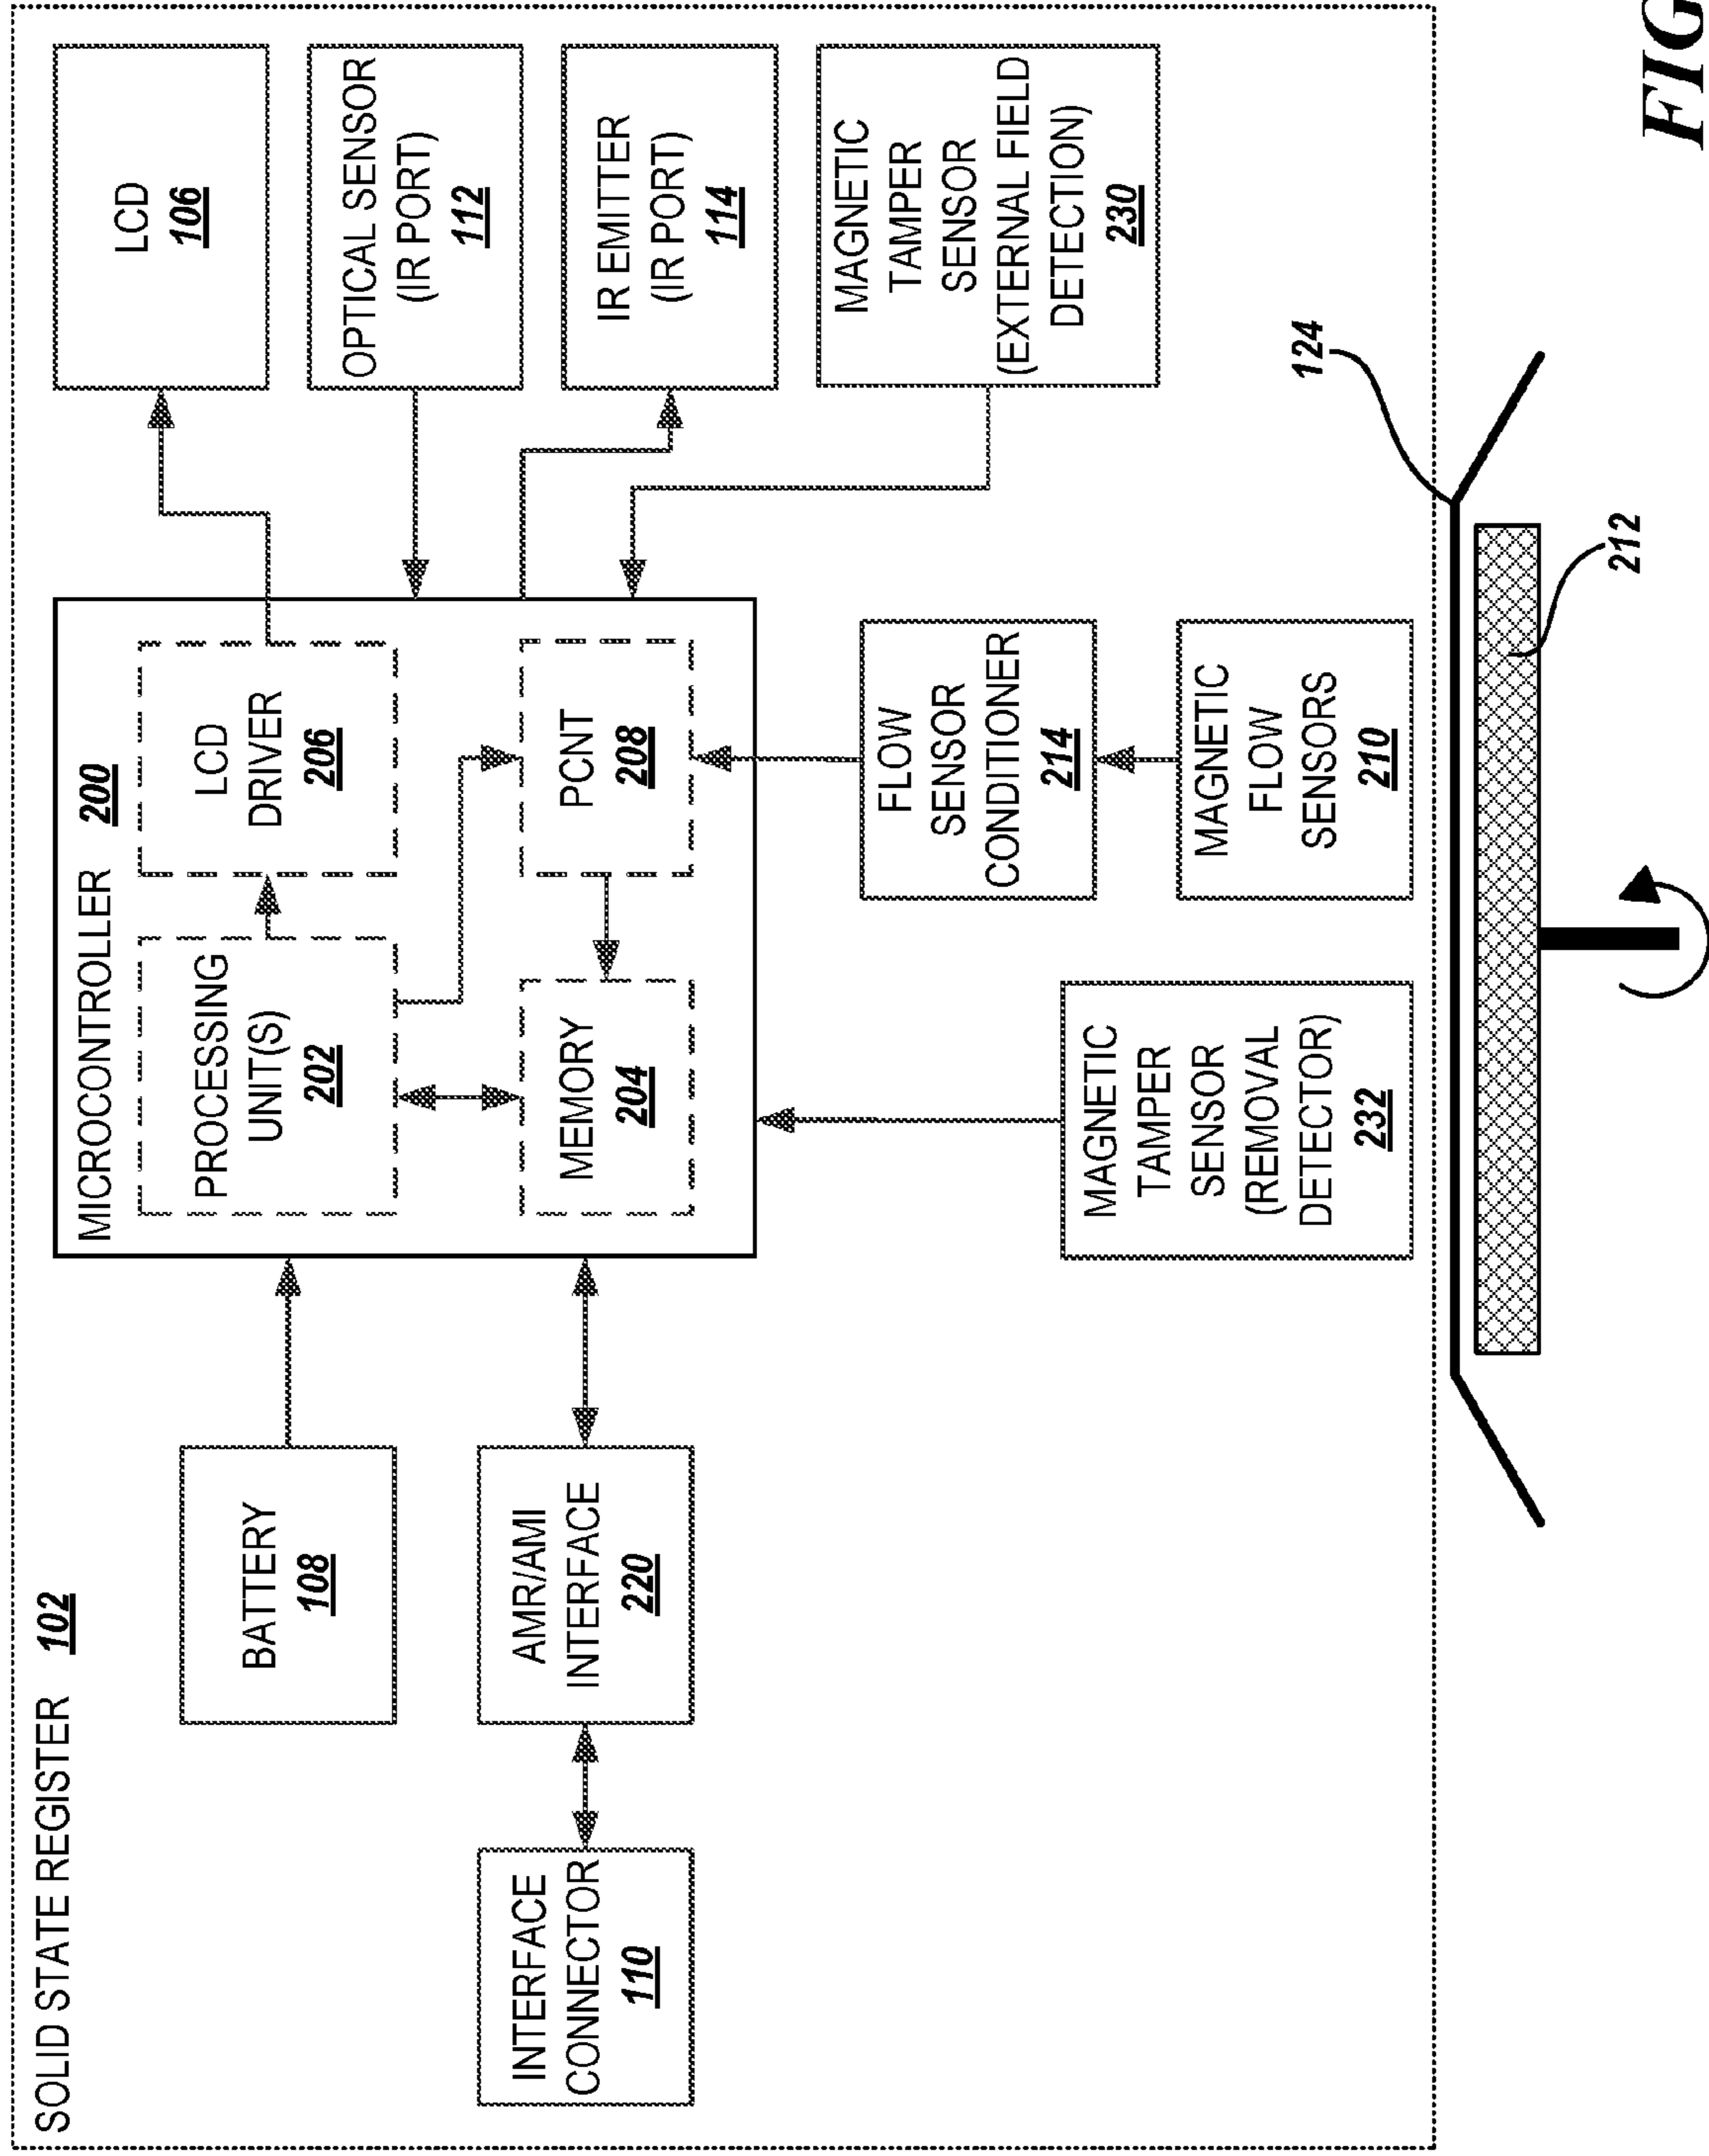 SOLID STATE REGISTER 102
MICROCONTROLLER 200
BATTERY
108
PROCESSING
UNIT(S)
202
LCD
DRIVER
206
LCD
106
OPTICAL SENSOR
(IR PORT)
112
INTERFACE
CONNECTOR
110
AMR/AMI
INTERFACE
220
MEMORY
204
PCNT
208
IR EMITTER
(IR PORT)
114
MAGNETIC
TAMPER
SENSOR
(EXTERNAL FIELD
DETECTION)
230
FLOW
SENSOR
CONDITIONER
214
MAGNETIC
TAMPER
SENSOR
(REMOVAL
DETECTOR)
232
MAGNETIC
FLOW
SENSORS
210
124
212
FIG